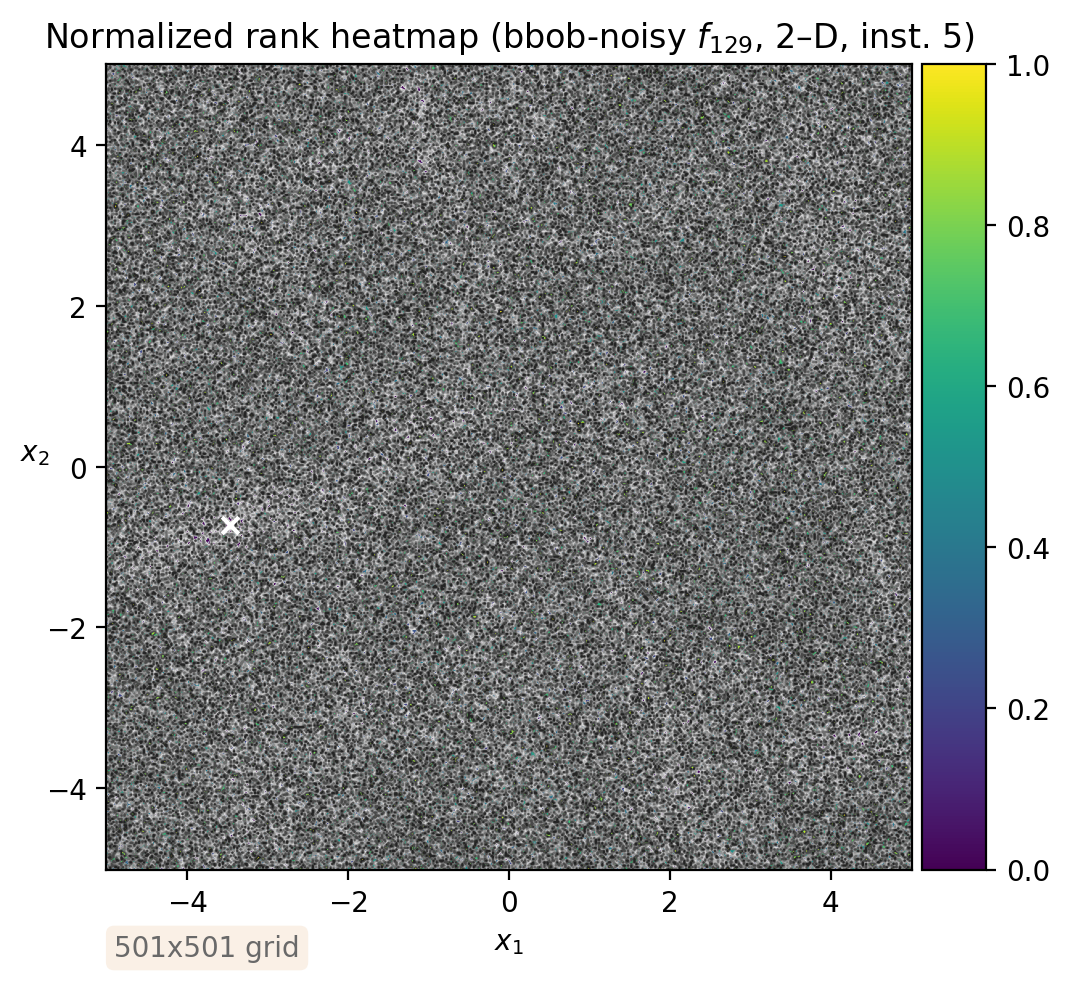 Normalized rank heatmap (bbob-noisy f₁₂₉, 2–D, inst. 5)
1.0
4
0.8
2
0.6
x₂
0
0.4
−2
0.2
−4
0.0
−4 −2 0 2 4
501x501 grid
x₁